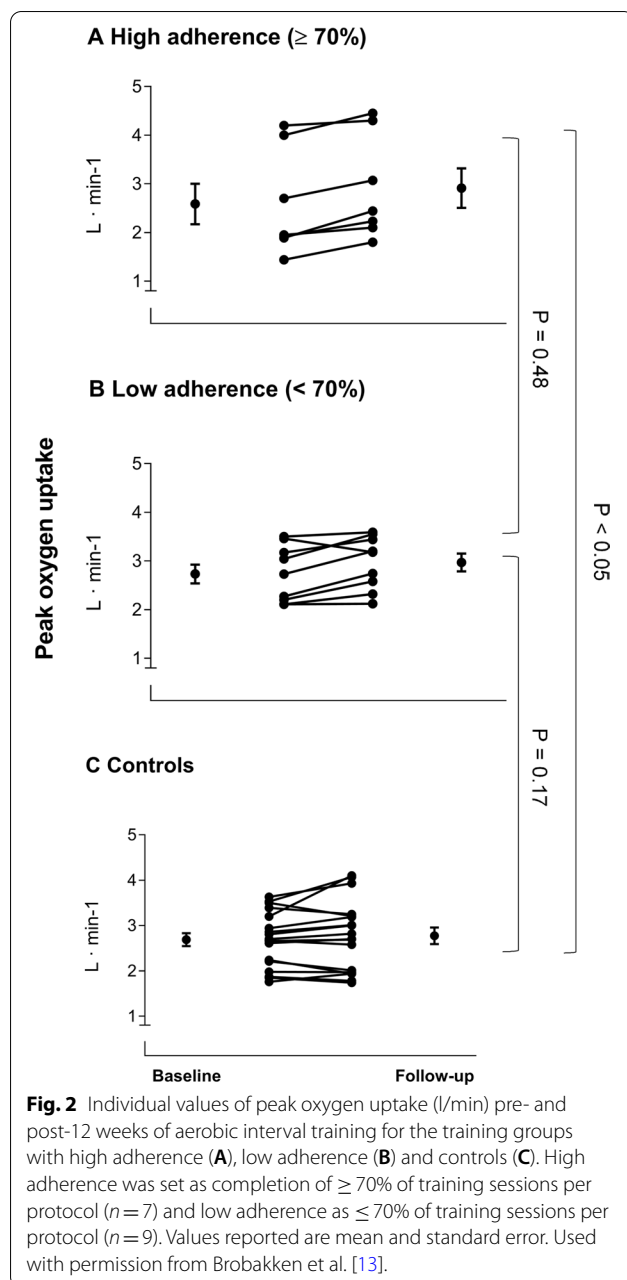 A High adherence (≥ 70%)
5
4
3
2
1
L · min-1
P = 0.48
B Low adherence (< 70%)
Peak oxygen uptake
5
4
3
2
1
L · min-1
P < 0.05
P = 0.17
C Controls
5
4
3
2
1
L · min-1
Baseline Follow-up
Fig. 2 Individual values of peak oxygen uptake (l/min) pre- and
post-12 weeks of aerobic interval training for the training groups
with high adherence (A), low adherence (B) and controls (C). High
adherence was set as completion of ≥ 70% of training sessions per
protocol (n = 7) and low adherence as ≤ 70% of training sessions per
protocol (n = 9). Values reported are mean and standard error. Used
with permission from Brobakken et al. [13].